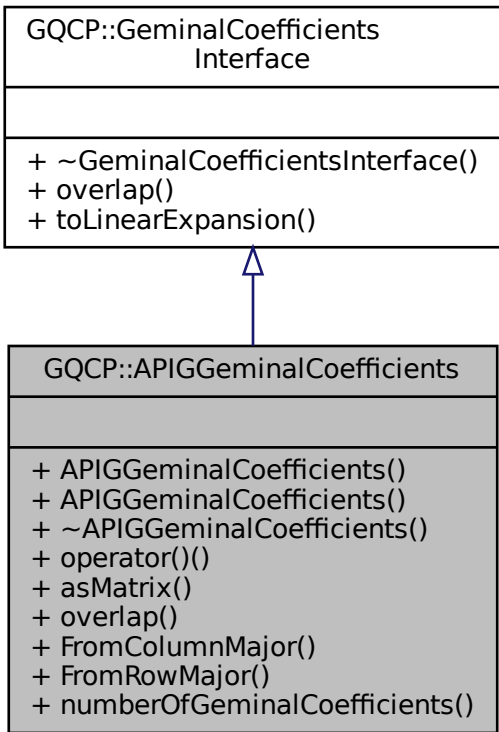 GQCP::GeminalCoefficients
Interface
+ ~GeminalCoefficientsInterface()
+ overlap()
+ toLinearExpansion()
GQCP::APIGGeminalCoefficients
+ APIGGeminalCoefficients()
+ APIGGeminalCoefficients()
+ ~APIGGeminalCoefficients()
+ operator()()
+ asMatrix()
+ overlap()
+ FromColumnMajor()
+ FromRowMajor()
+ numberOfGeminalCoefficients()